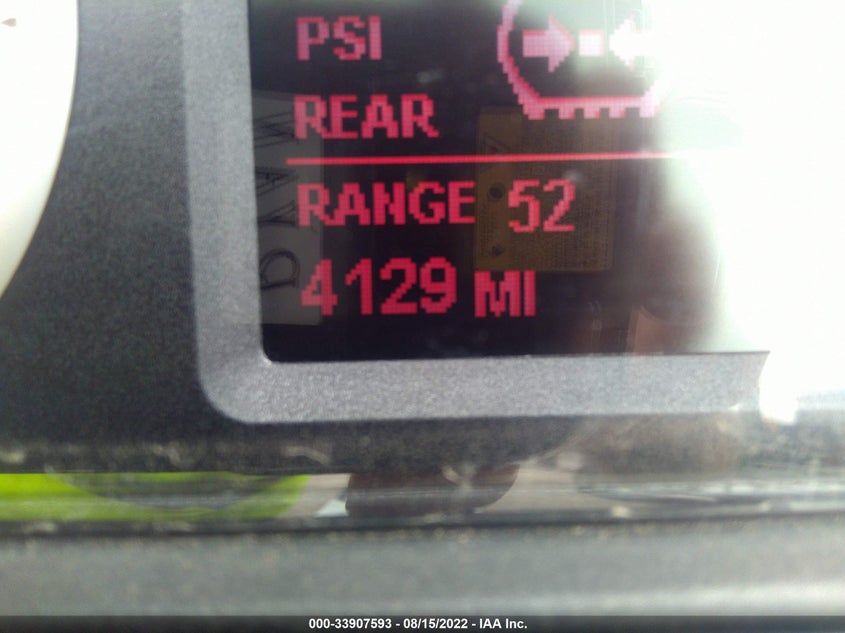 PSI
REAR
RANGE 52
4129 MI
000-33907593 - 08/15/2022 - IAA Inc.